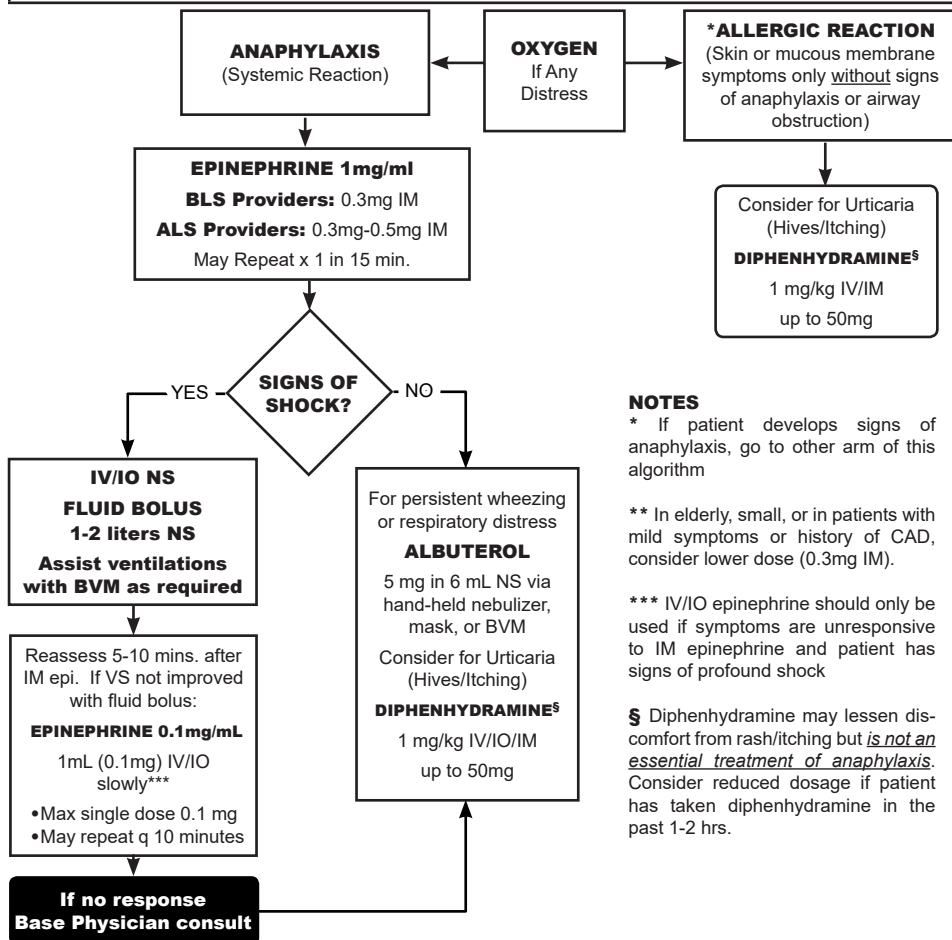 ANAPHYLAXIS
(Systemic Reaction)
OXYGEN
If Any
Distress
*ALLERGIC REACTION
(Skin or mucous membrane
symptoms only without signs
of anaphylaxis or airway
obstruction)
EPINEPHRINE 1mg/ml
BLS Providers: 0.3mg IM
ALS Providers: 0.3mg-0.5mg IM
May Repeat x 1 in 15 min.
Consider for Urticaria
(Hives/Itching)
DIPHENHYDRAMINE§
1 mg/kg IV/IM
up to 50mg
SIGNS OF
SHOCK?
YES
NO
IV/IO NS
FLUID BOLUS
1-2 liters NS
Assist ventilations
with BVM as required
Reassess 5-10 mins. after
IM epi.  If VS not improved
with fluid bolus:
EPINEPHRINE 0.1mg/mL
1mL (0.1mg) IV/IO
slowly***
•Max single dose 0.1 mg
•May repeat q 10 minutes
If no response
Base Physician consult
For persistent wheezing
or respiratory distress
ALBUTEROL
5 mg in 6 mL NS via
hand-held nebulizer,
mask, or BVM
Consider for Urticaria
(Hives/Itching)
DIPHENHYDRAMINE§
1 mg/kg IV/IO/IM
up to 50mg
NOTES
* If patient develops signs of
anaphylaxis, go to other arm of this
algorithm
** In elderly, small, or in patients with
mild symptoms or history of CAD,
consider lower dose (0.3mg IM).
*** IV/IO epinephrine should only be
used if symptoms are unresponsive
to IM epinephrine and patient has
signs of profound shock
§ Diphenhydramine may lessen dis-
comfort from rash/itching but is not an
essential treatment of anaphylaxis.
Consider reduced dosage if patient
has taken diphenhydramine in the
past 1-2 hrs.